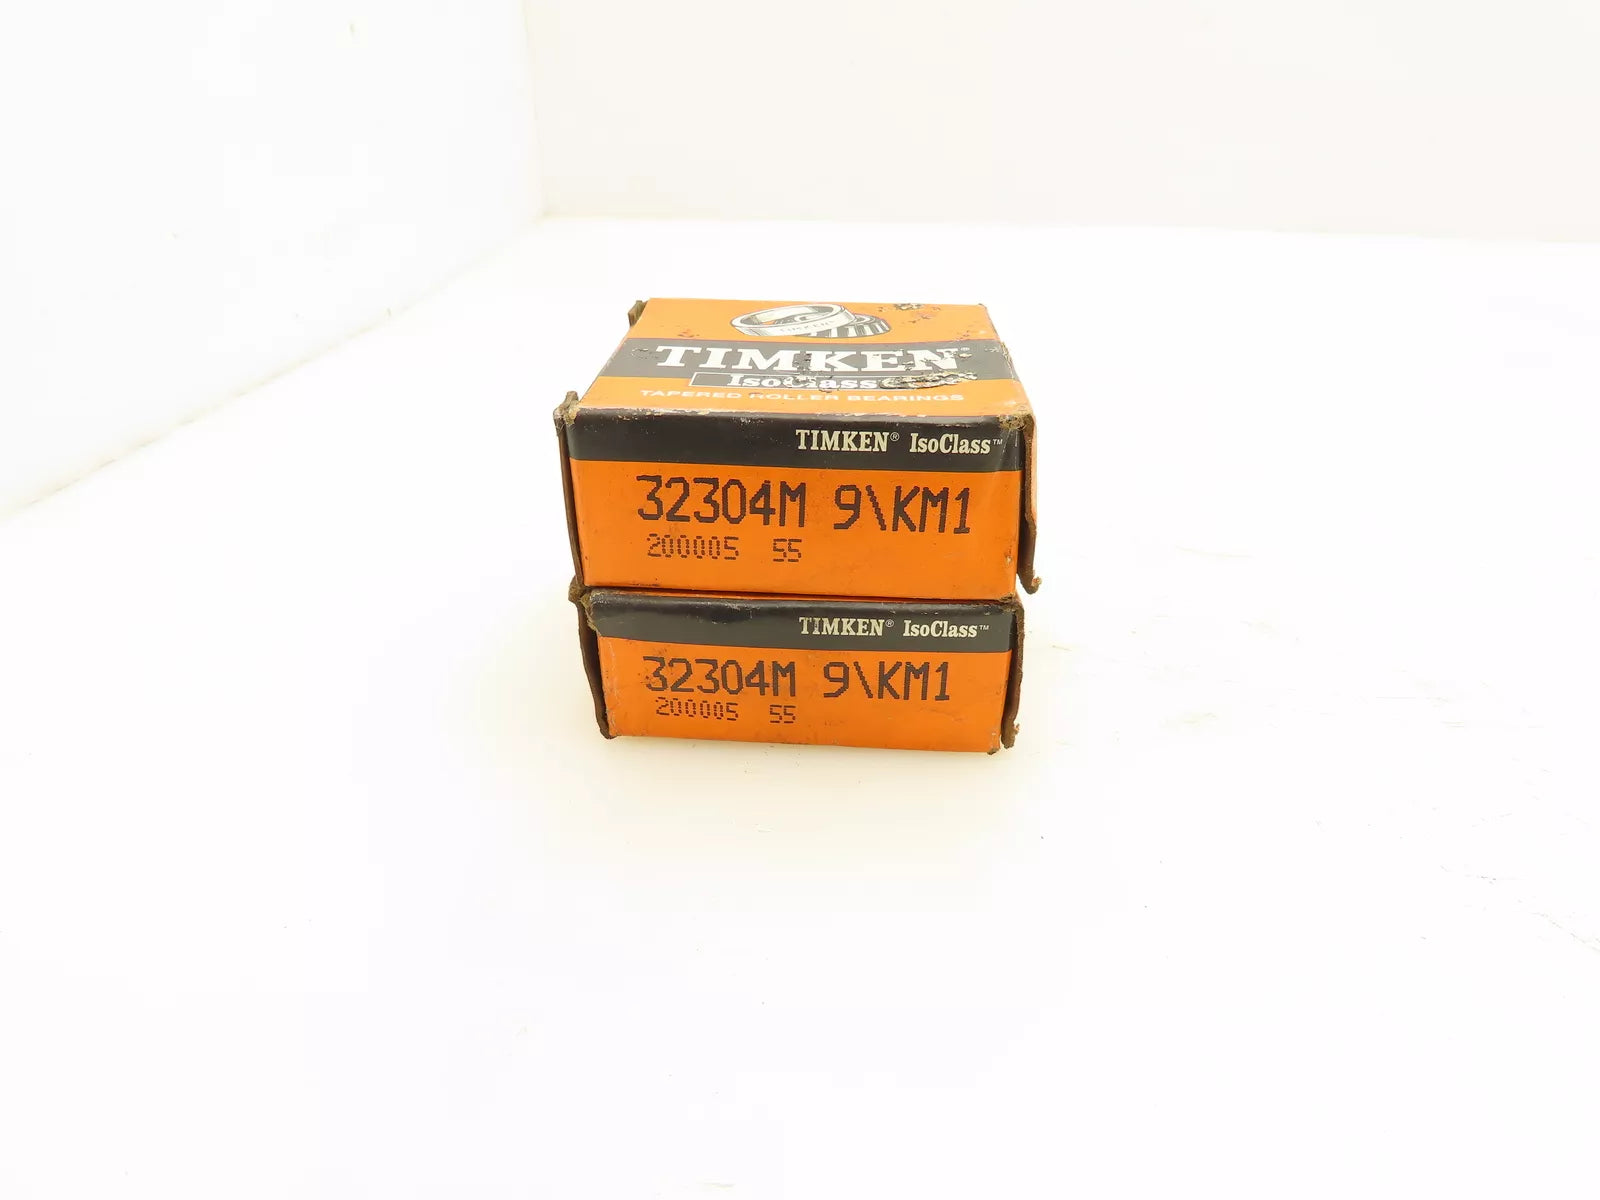 TIMKEN
TIMKEN®
IsoClass
TAPERED ROLLER BEARINGS
TIMKEN® IsoClass™
32304M 9\KM1
200005 55
TIMKEN® IsoClass™
32304M 9\KM1
200005 55